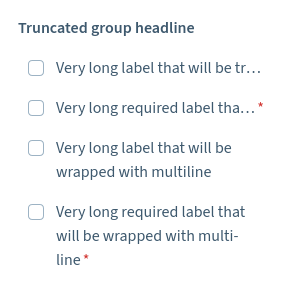 Truncated group headline
Very long label that will be tr…
Very long required label tha… *
Very long label that will be
wrapped with multiline
Very long required label that
will be wrapped with multi-
line *